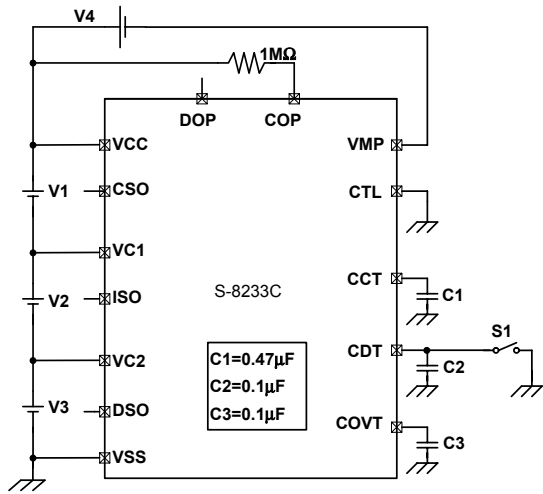 V4
1MΩ
DOP COP
VCC VMP
V1 CSO CTL
VC1
V2 ISO S-8233C CCT C1
S1
VC2 C1=0.47μF CDT
C2=0.1μF C2
V3 DSO C3=0.1μF COVT
VSS C3